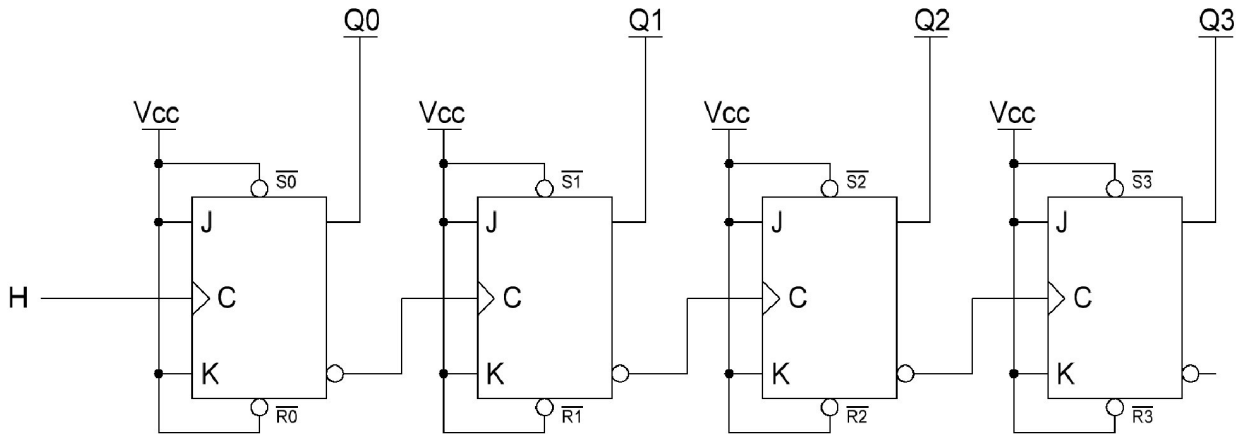 Q0 Q1 Q2 Q3
Vcc Vcc Vcc Vcc
S0 S1 S2 S3
J J J J
H C C C C
K K K K
R0 R1 R2 R3